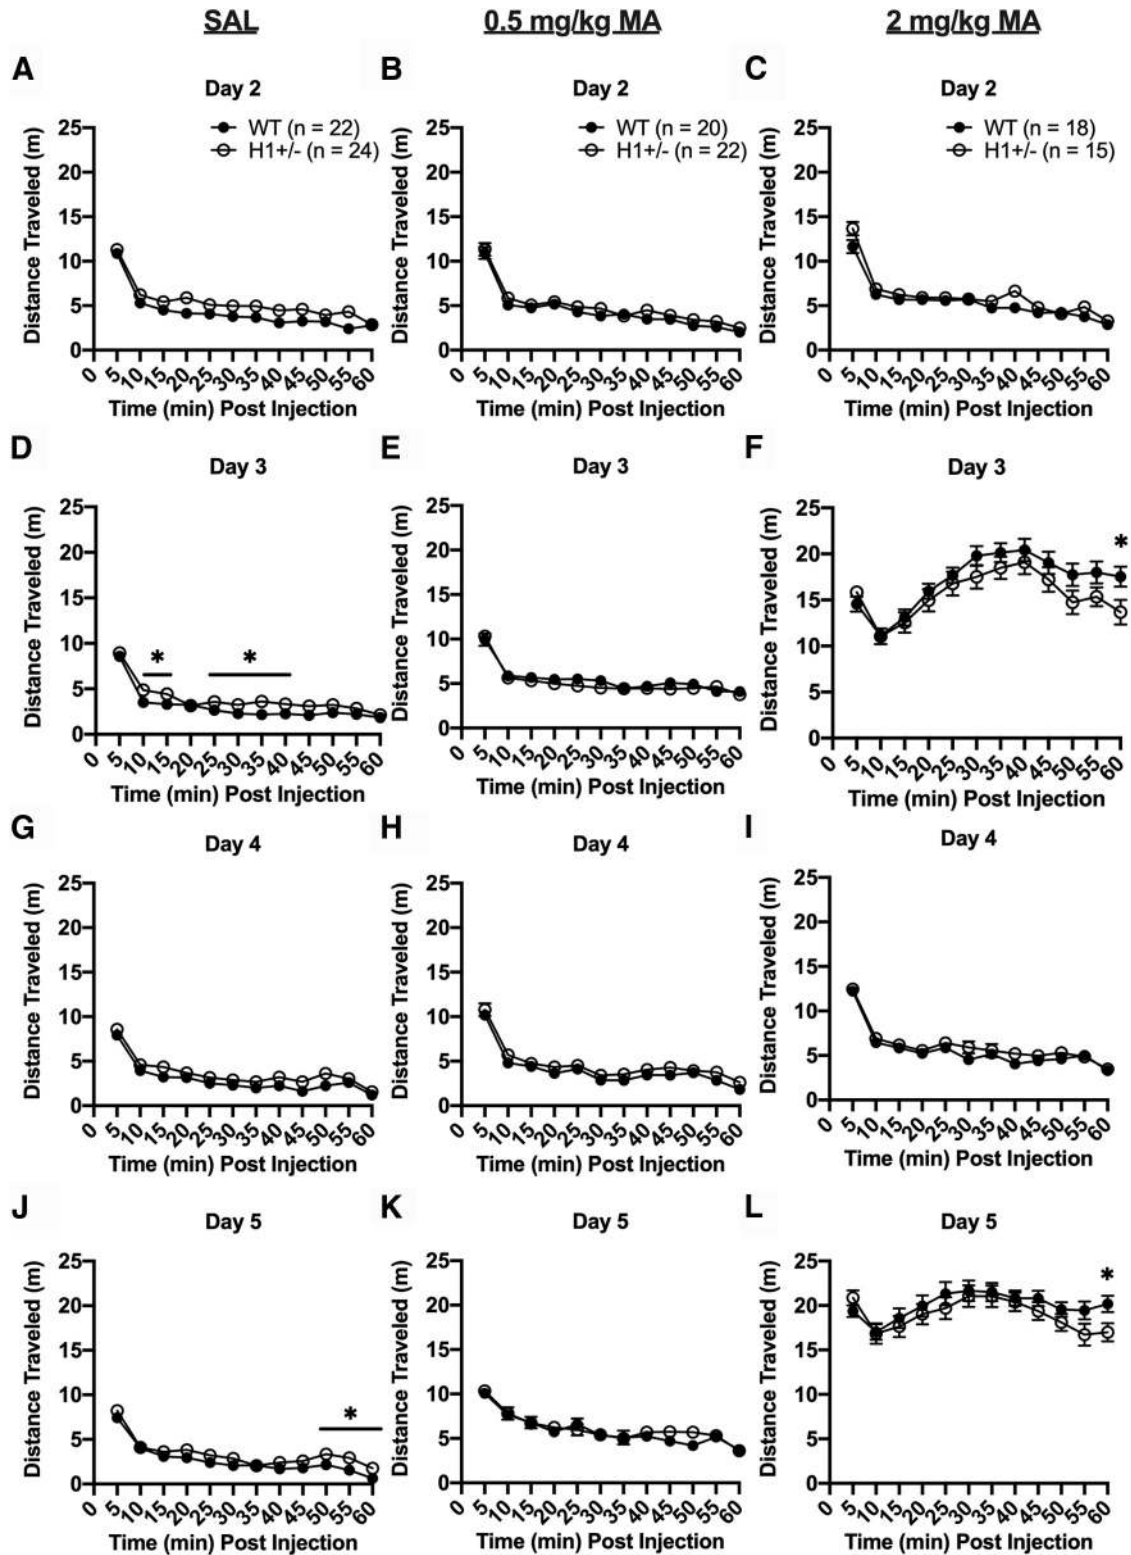 SAL
0.5 mg/kg MA
2 mg/kg MA
A
Day 2
WT (n = 22)
H1+/- (n = 24)
Distance Traveled (m)
25
20
15
10
5
0
0 5 10 15 20 25 30 35 40 45 50 55 60
Time (min) Post Injection
B
Day 2
WT (n = 20)
H1+/- (n = 22)
Distance Traveled (m)
25
20
15
10
5
0
0 5 10 15 20 25 30 35 40 45 50 55 60
Time (min) Post Injection
C
Day 2
WT (n = 18)
H1+/- (n = 15)
Distance Traveled (m)
25
20
15
10
5
0
0 5 10 15 20 25 30 35 40 45 50 55 60
Time (min) Post Injection
D
Day 3
Distance Traveled (m)
25
20
15
10
5
0
* *
0 5 10 15 20 25 30 35 40 45 50 55 60
Time (min) Post Injection
E
Day 3
Distance Traveled (m)
25
20
15
10
5
0
0 5 10 15 20 25 30 35 40 45 50 55 60
Time (min) Post Injection
F
Day 3
Distance Traveled (m)
25
20
15
10
5
0
*
0 5 10 15 20 25 30 35 40 45 50 55 60
Time (min) Post Injection
G
Day 4
Distance Traveled (m)
25
20
15
10
5
0
0 5 10 15 20 25 30 35 40 45 50 55 60
Time (min) Post Injection
H
Day 4
Distance Traveled (m)
25
20
15
10
5
0
0 5 10 15 20 25 30 35 40 45 50 55 60
Time (min) Post Injection
I
Day 4
Distance Traveled (m)
25
20
15
10
5
0
0 5 10 15 20 25 30 35 40 45 50 55 60
Time (min) Post Injection
J
Day 5
Distance Traveled (m)
25
20
15
10
5
0
*
0 5 10 15 20 25 30 35 40 45 50 55 60
Time (min) Post Injection
K
Day 5
Distance Traveled (m)
25
20
15
10
5
0
0 5 10 15 20 25 30 35 40 45 50 55 60
Time (min) Post Injection
L
Day 5
Distance Traveled (m)
25
20
15
10
5
0
*
0 5 10 15 20 25 30 35 40 45 50 55 60
Time (min) Post Injection